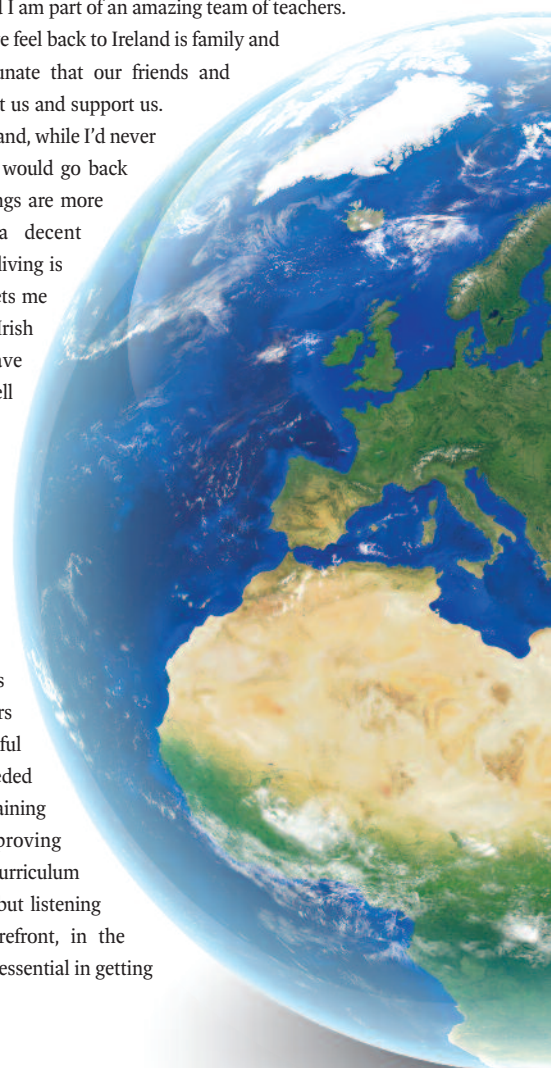 I am part of an amazing team of teachers.
e feel back to Ireland is family and
unate that our friends and
t us and support us.
and, while I'd never
would go back
ngs are more
a decent
living is
ets me
Irish
ave
ell
s
rs
ful
eded
aining
proving
urriculum
but listening
refront, in the
essential in getting